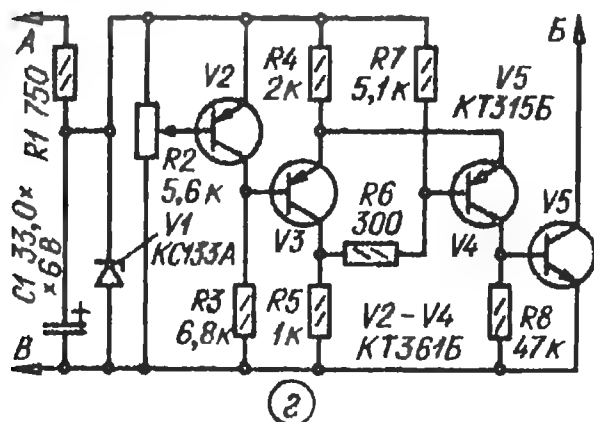 А
Б
R1 750
V2
R4
2к
R7
5,1к
V5
КТ315Б
R2
5,6к
V1
КС133А
V3
R6
300
V4
V5
С1 33,0×
×6В
+
R3
6,8к
R5
1к
V2-V4
КТ361Б
R8
47к
В
г